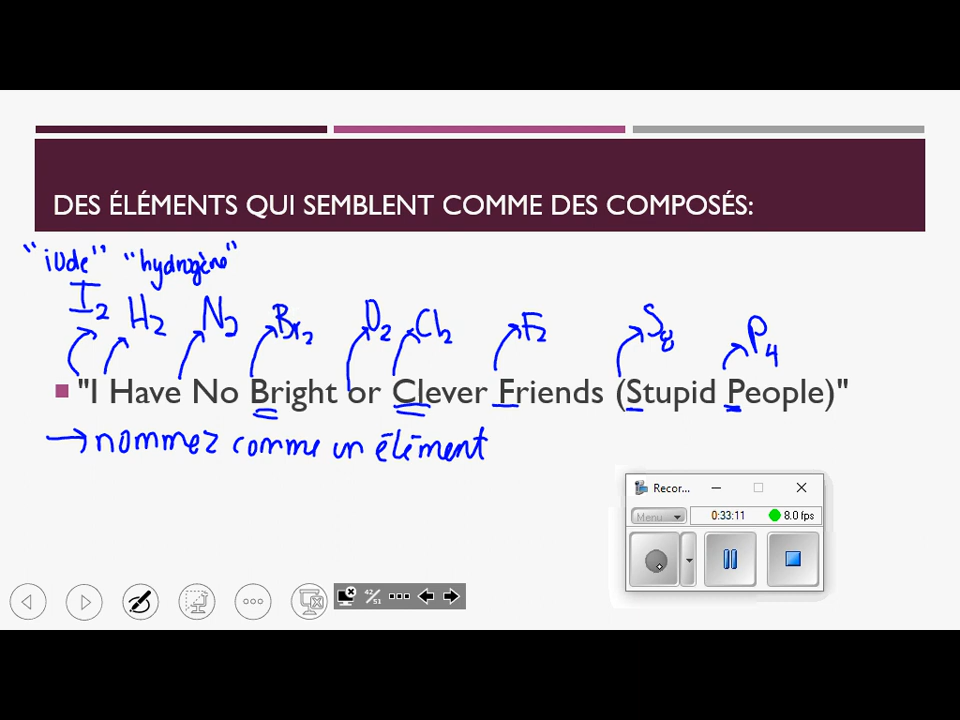 DES ÉLÉMENTS QUI SEMBLENT COMME DES COMPOSÉS:
"iode" "hydrogène"
I2 H2 N2 Br2 O2 Cl2 F2 S8 P4
"I Have No Bright or Clever Friends (Stupid People)"
→ nommez comme un élément
Recor...
Menu 0:33:11 8.0 fps
42/51